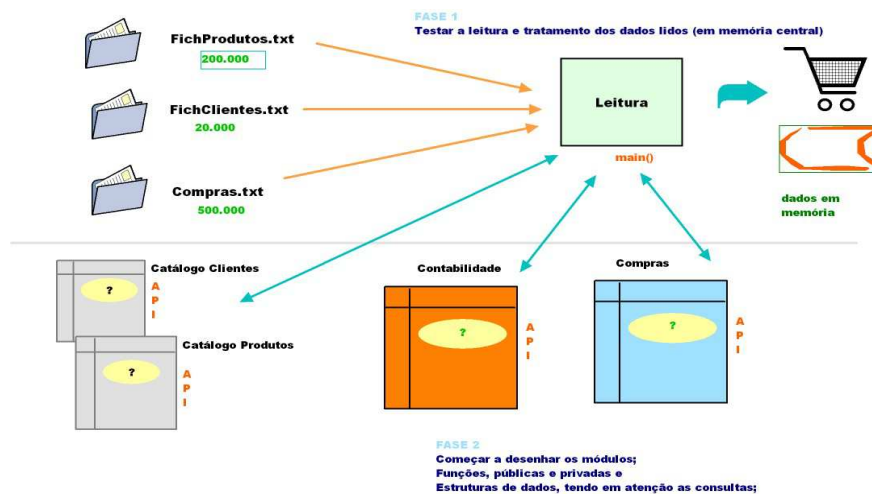 FASE 1
Testar a leitura e tratamento dos dados lidos (em memória central)
FichProdutos.txt
200.000
FichClientes.txt
20.000
Compras.txt
500.000
Leitura
main()
dados em
memória
Catálogo Clientes
?
A
P
I
Catálogo Produtos
?
A
P
I
Contabilidade
?
A
P
I
Compras
?
A
P
I
FASE 2
Começar a desenhar os módulos;
Funções, públicas e privadas e
Estruturas de dados, tendo em atenção as consultas;